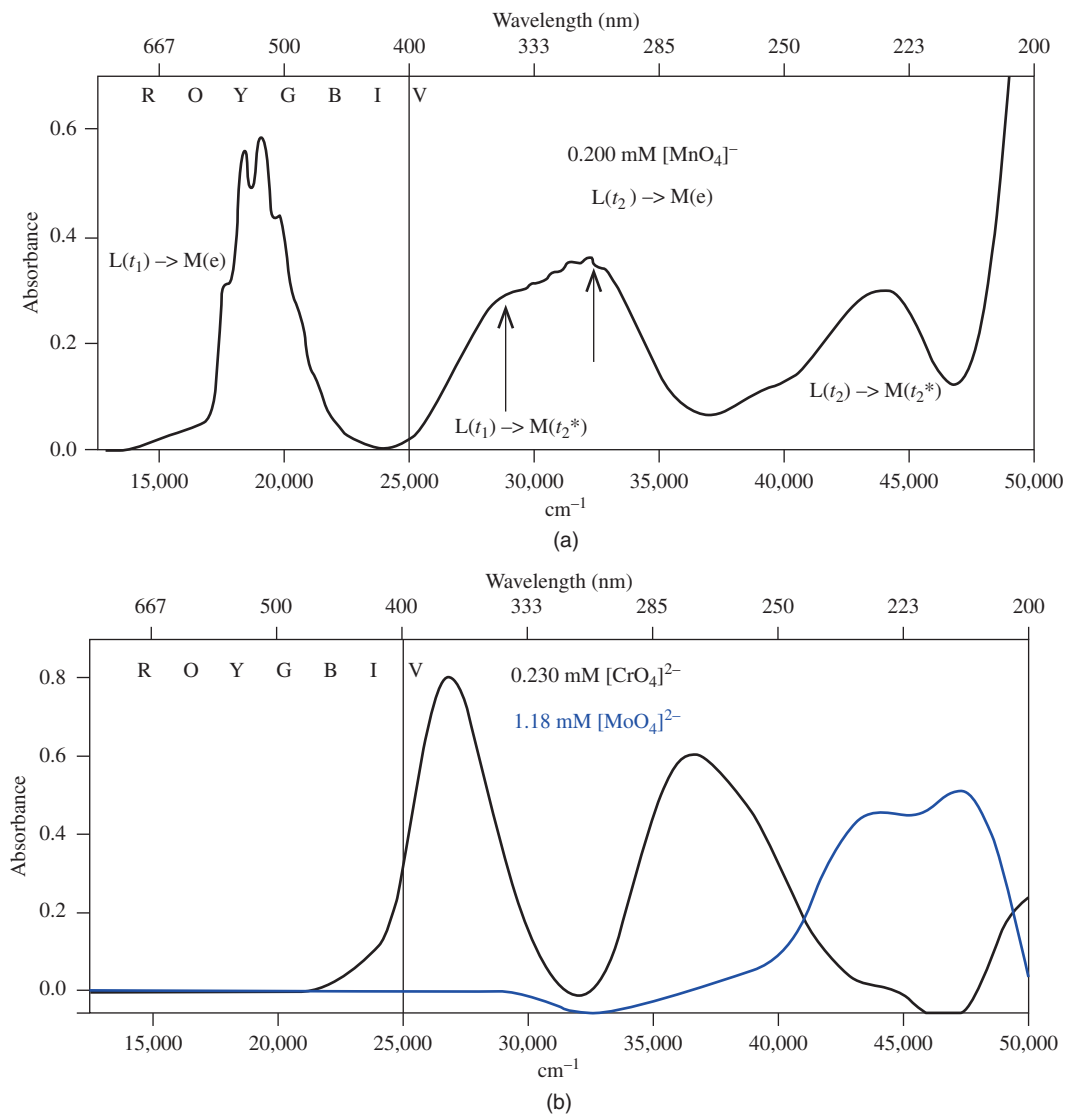 Wavelength (nm)
667 500 400 333 285 250 223 200
R O Y G B I V
0.6
0.4
0.2
0.0
Absorbance
0.200 mM [MnO₄]⁻
L(t₂) –> M(e)
L(t₁) –> M(e)
L(t₁) –> M(t₂*)
L(t₂) –> M(t₂*)
15,000 20,000 25,000 30,000 35,000 40,000 45,000 50,000
cm⁻¹
(a)
Wavelength (nm)
667 500 400 333 285 250 223 200
R O Y G B I V
0.230 mM [CrO₄]²⁻
1.18 mM [MoO₄]²⁻
0.8
0.6
0.4
0.2
0.0
Absorbance
15,000 20,000 25,000 30,000 35,000 40,000 45,000 50,000
cm⁻¹
(b)